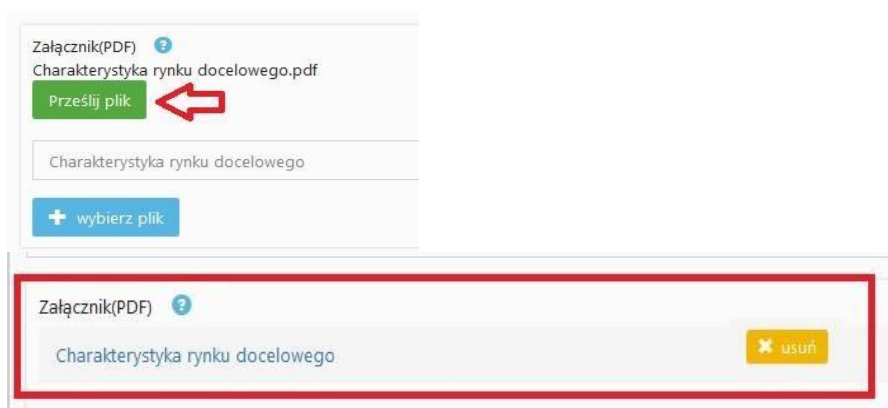 Załącznik(PDF) ?
Charakterystyka rynku docelowego.pdf
Prześlij plik
Charakterystyka rynku docelowego
wybierz plik
Załącznik(PDF) ?
Charakterystyka rynku docelowego
usuń